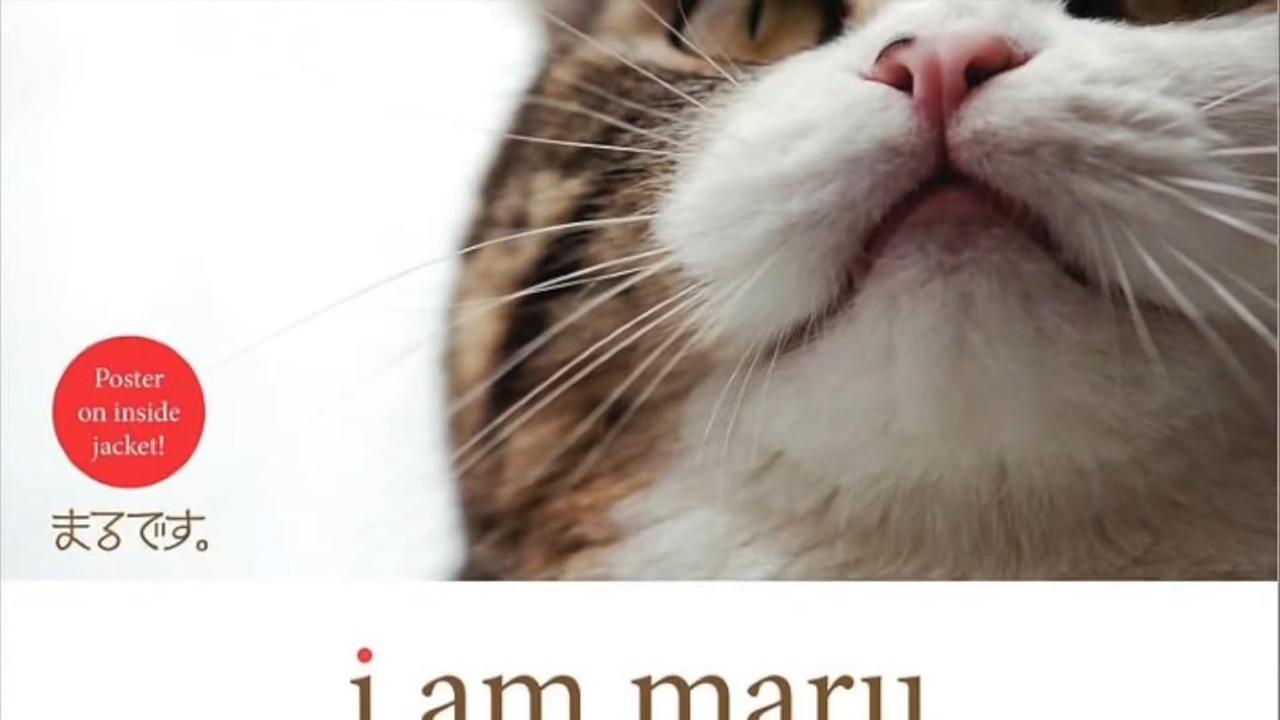 Poster
on inside
jacket!
まるです。
i am maru